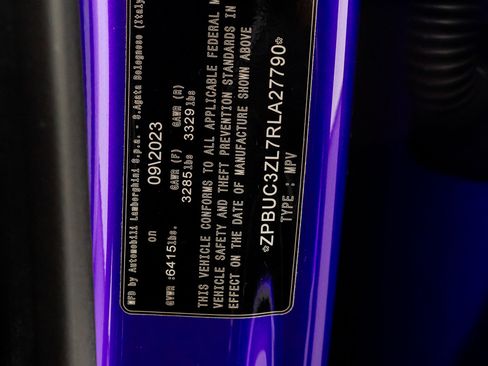 MFD by Automobili Lamborghini S.p.a. - S.Agata Bolognese (Italy
on 09\2023
GVWR :6415lbs. GAWR (F) GAWR (R)
3285lbs 3329lbs
THIS VEHICLE CONFORMS TO ALL APPLICABLE FEDERAL M
VEHICLE SAFETY AND THEFT PREVENTION STANDARDS IN
EFFECT ON THE DATE OF MANUFACTURE SHOWN ABOVE
☆ZPBUC3ZL7RLA27790☆
TYPE : MPV